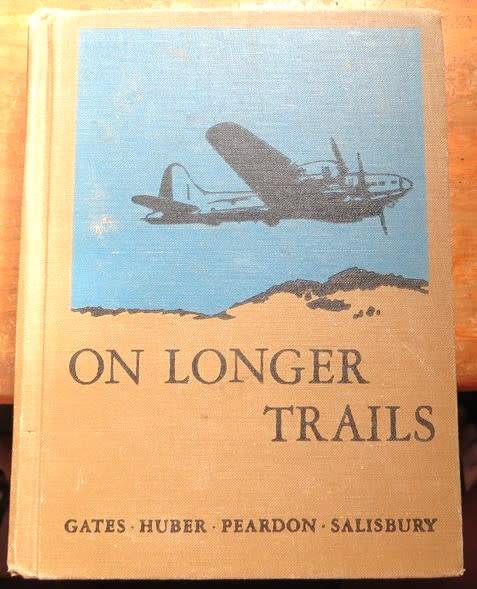 ON LONGER
TRAILS
GATES · HUBER · PEARDON · SALISBURY